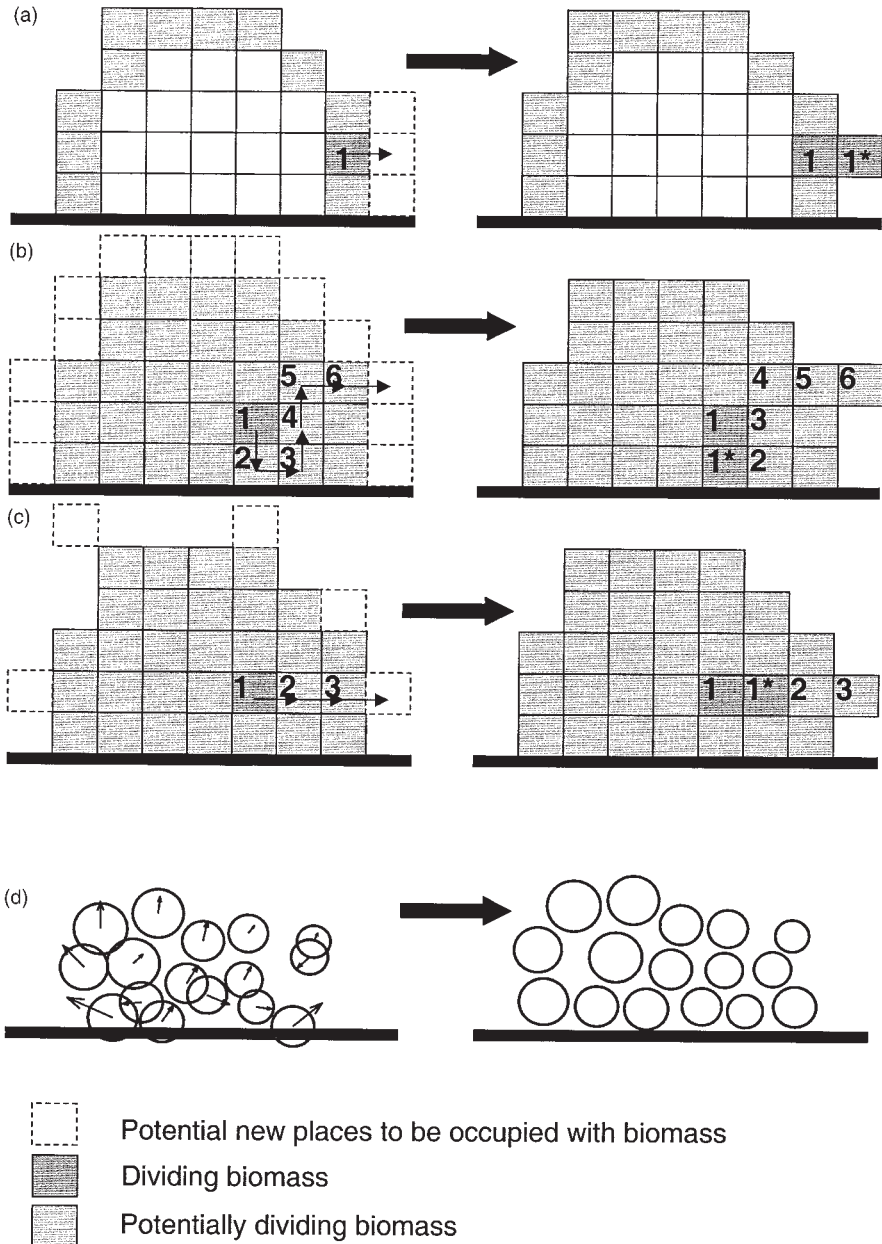 (a)
1
1 1*
(b)
5 6
1 4
2 3
4 5 6
1 3
1* 2
(c)
1 2 3
1 1* 2 3
(d)
Potential new places to be occupied with biomass
Dividing biomass
Potentially dividing biomass